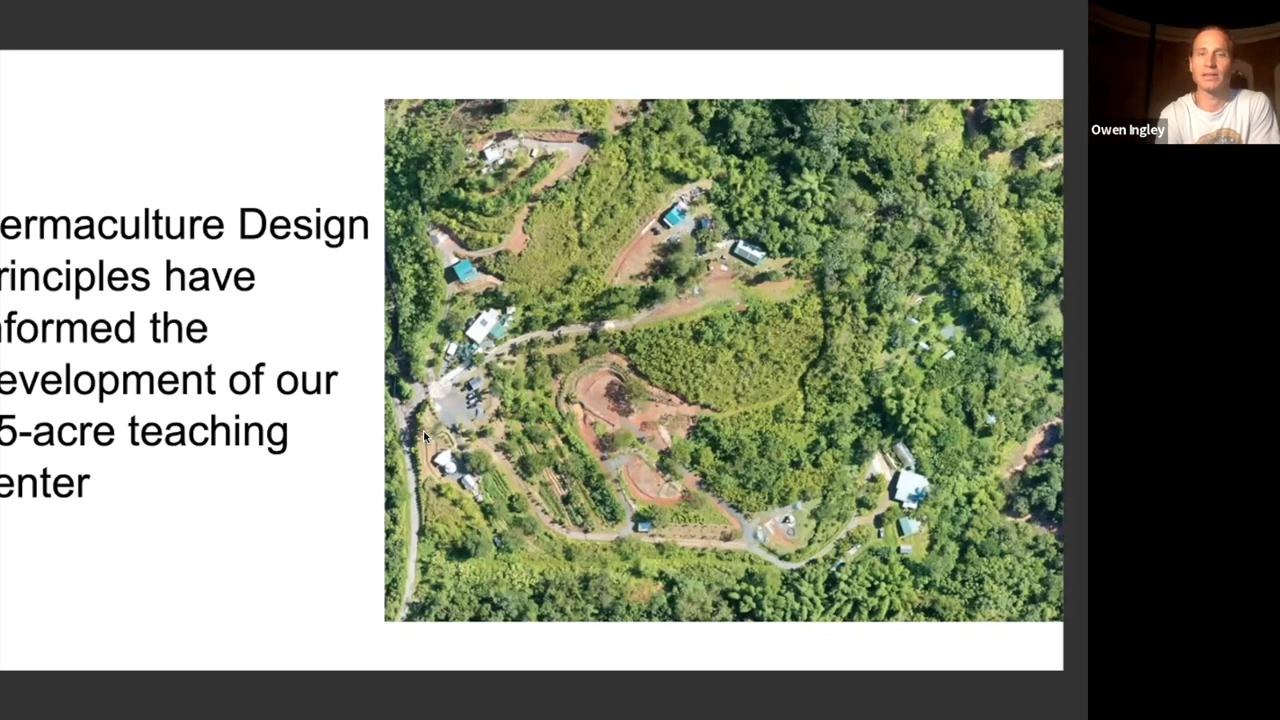 ermaculture Design
rinciples have
nformed the
evelopment of our
5-acre teaching
enter
Owen Ingley